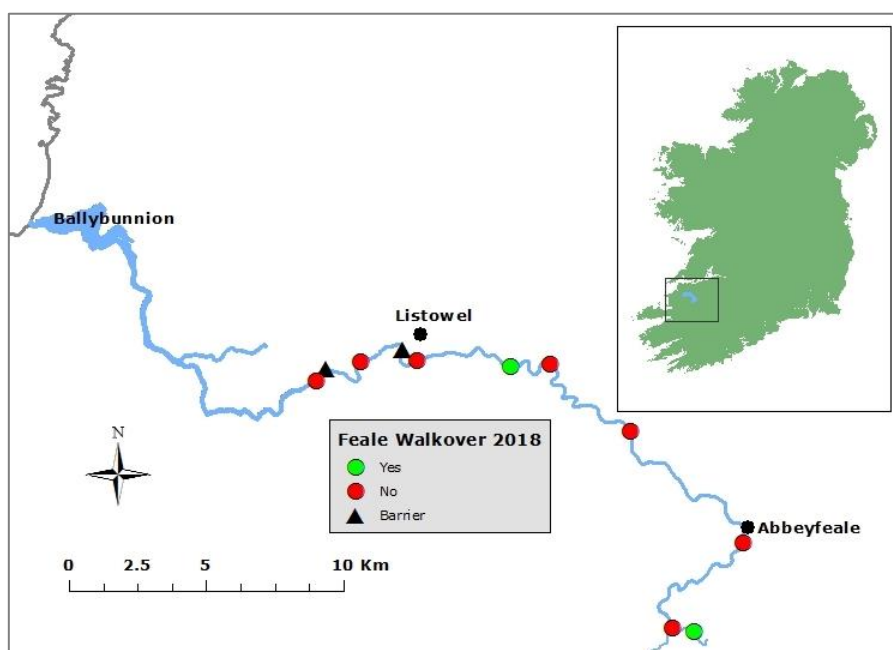 Ballybunnion
Listowel
Feale Walkover 2018
Yes
No
Barrier
N
Abbeyfeale
0 2.5 5 10 Km